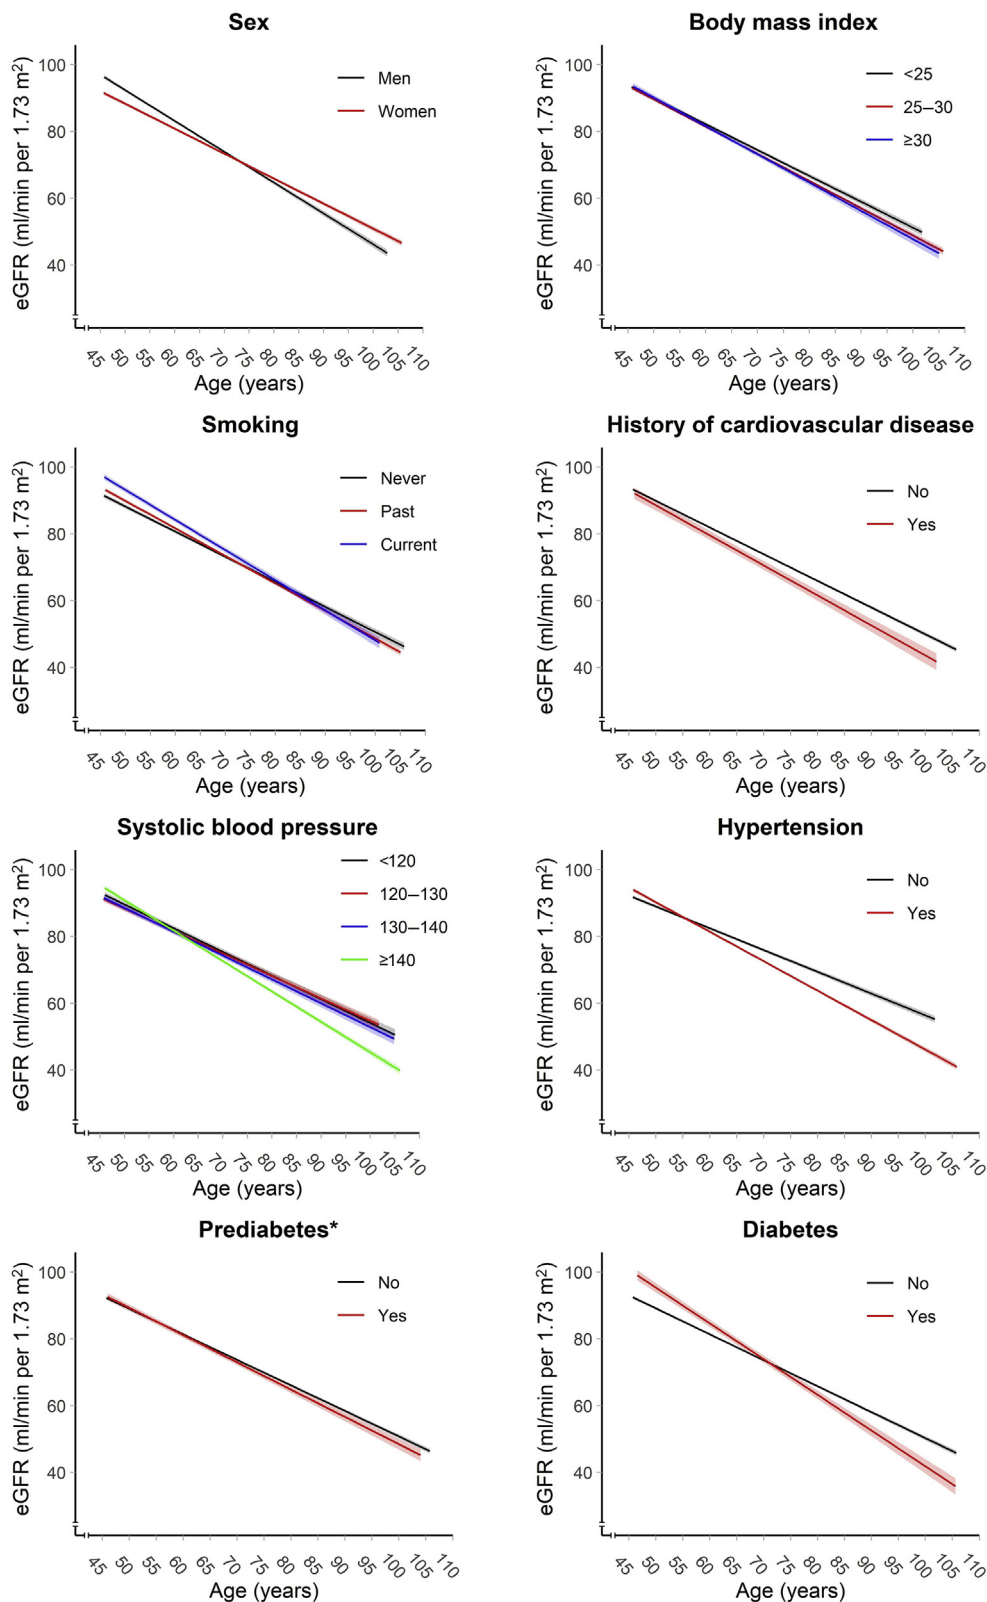 Sex
eGFR (ml/min per 1.73 m²)
100
80
60
40
Men
Women
45 50 55 60 65 70 75 80 85 90 95 100 105 110
Age (years)
Body mass index
eGFR (ml/min per 1.73 m²)
100
80
60
40
<25
25–30
≥30
45 50 55 60 65 70 75 80 85 90 95 100 105 110
Age (years)
Smoking
eGFR (ml/min per 1.73 m²)
100
80
60
40
Never
Past
Current
45 50 55 60 65 70 75 80 85 90 95 100 105 110
Age (years)
History of cardiovascular disease
eGFR (ml/min per 1.73 m²)
100
80
60
40
No
Yes
45 50 55 60 65 70 75 80 85 90 95 100 105 110
Age (years)
Systolic blood pressure
eGFR (ml/min per 1.73 m²)
100
80
60
40
<120
120–130
130–140
≥140
45 50 55 60 65 70 75 80 85 90 95 100 105 110
Age (years)
Hypertension
eGFR (ml/min per 1.73 m²)
100
80
60
40
No
Yes
45 50 55 60 65 70 75 80 85 90 95 100 105 110
Age (years)
Prediabetes*
eGFR (ml/min per 1.73 m²)
100
80
60
40
No
Yes
45 50 55 60 65 70 75 80 85 90 95 100 105 110
Age (years)
Diabetes
eGFR (ml/min per 1.73 m²)
100
80
60
40
No
Yes
45 50 55 60 65 70 75 80 85 90 95 100 105 110
Age (years)